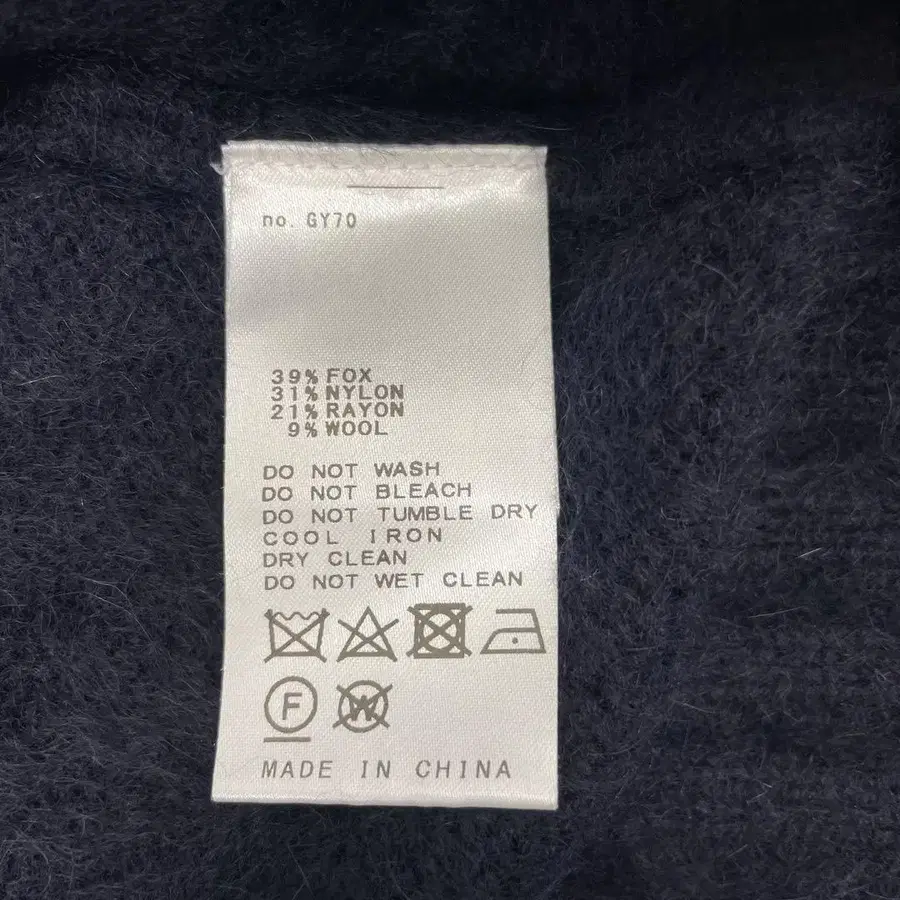 no. GY70
39% FOX
31% NYLON
21% RAYON
9% WOOL
DO NOT WASH
DO NOT BLEACH
DO NOT TUMBLE DRY
COOL IRON
DRY CLEAN
DO NOT WET CLEAN
F W
MADE IN CHINA